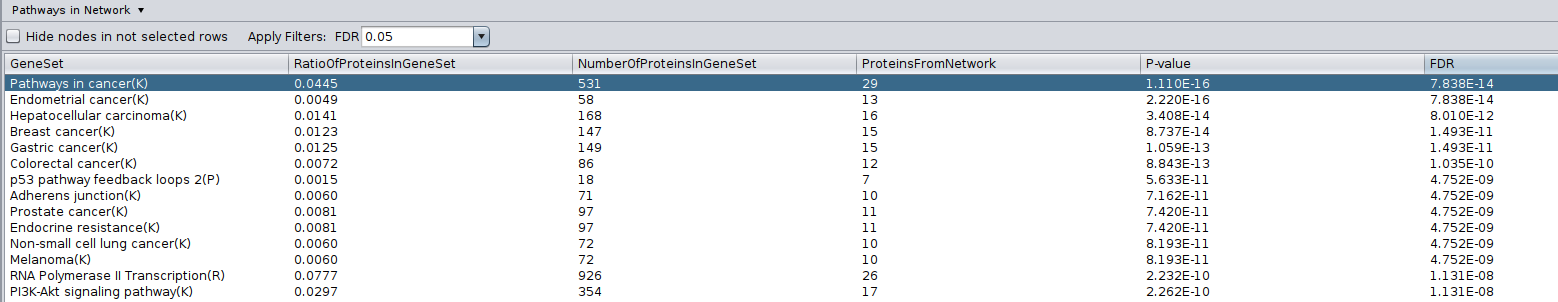 Pathways in Network ▾
Hide nodes in not selected rows Apply Filters: FDR 0.05
GeneSet RatioOfProteinsInGeneSet NumberOfProteinsInGeneSet ProteinsFromNetwork P-value FDR
Pathways in cancer(K) 0.0445 531 29 1.110E-16 7.838E-14
Endometrial cancer(K) 0.0049 58 13 2.220E-16 7.838E-14
Hepatocellular carcinoma(K) 0.0141 168 16 3.408E-14 8.010E-12
Breast cancer(K) 0.0123 147 15 8.737E-14 1.493E-11
Gastric cancer(K) 0.0125 149 15 1.059E-13 1.493E-11
Colorectal cancer(K) 0.0072 86 12 8.843E-13 1.035E-10
p53 pathway feedback loops 2(P) 0.0015 18 7 5.633E-11 4.752E-09
Adherens junction(K) 0.0060 71 10 7.162E-11 4.752E-09
Prostate cancer(K) 0.0081 97 11 7.420E-11 4.752E-09
Endocrine resistance(K) 0.0081 97 11 7.420E-11 4.752E-09
Non-small cell lung cancer(K) 0.0060 72 10 8.193E-11 4.752E-09
Melanoma(K) 0.0060 72 10 8.193E-11 4.752E-09
RNA Polymerase II Transcription(R) 0.0777 926 26 2.232E-10 1.131E-08
PI3K-Akt signaling pathway(K) 0.0297 354 17 2.262E-10 1.131E-08